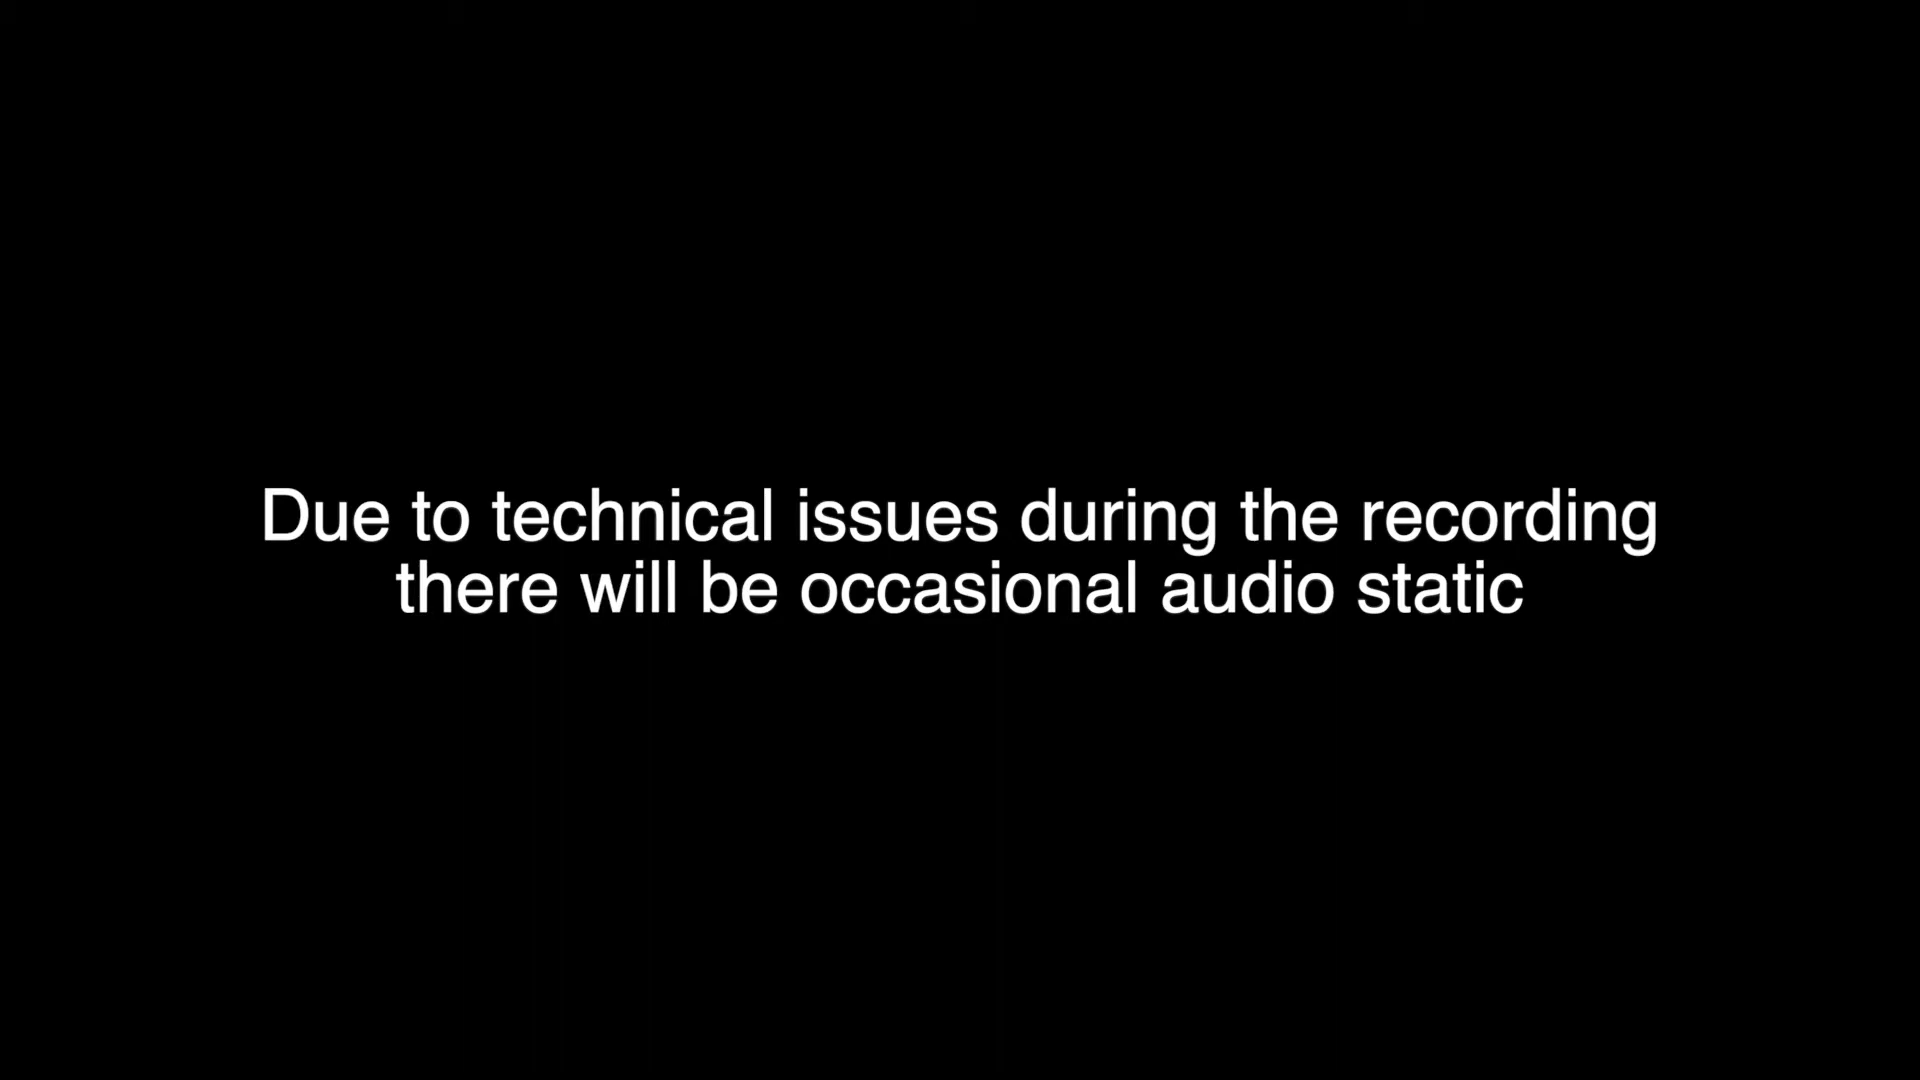 Due to technical issues during the recording
there will be occasional audio static